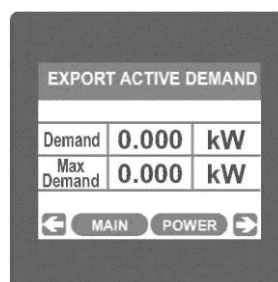 EXPORT ACTIVE DEMAND
Demand 0.000 kW
Max Demand 0.000 kW
MAIN POWER